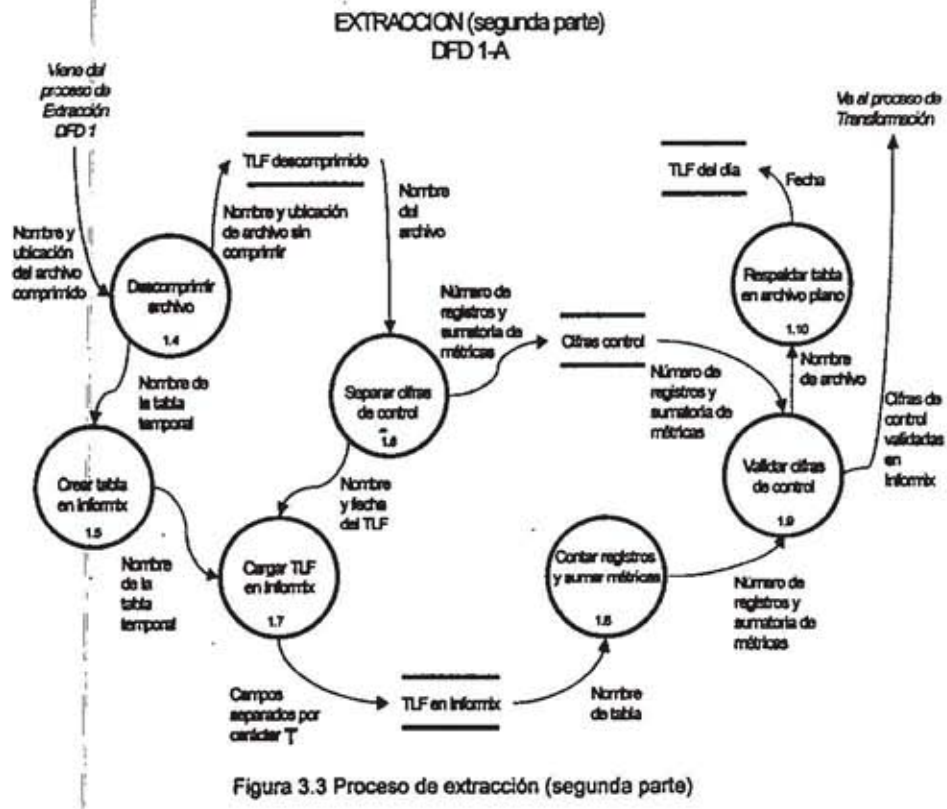 EXTRACCION (segunda parte)
DFD 1-A
Viene del
proceso de
Extracción
DFD 1
Va al proceso de
Transformación
TLF descomprimido
TLF del día
Fecha
Nombre y
ubicación
del archivo
comprimido
Nombre y ubicación
de archivo sin
comprimir
Nombre
del
archivo
Descomprimir
archivo
1.4
Respaldar tabla
en archivo plano
1.10
Número de
registros y
sumatoria de
métricas
Cifras control
Nombre de
la tabla
temporal
Separar cifras
de control
1.6
Número de
registros y
sumatoria de
métricas
Nombre
de archivo
Cifras de
control
validadas
en
Informix
Crear tabla
en Informix
1.5
Nombre
y fecha
del TLF
Validar cifras
de control
1.9
Nombre
de la
tabla
temporal
Cargar TLF
en Informix
1.7
Contar registros
y sumar métricas
1.8
Número de
registros y
sumatoria de
métricas
Campos
separados por
carácter
TLF en Informix
Nombre
de tabla
Figura 3.3 Proceso de extracción (segunda parte)